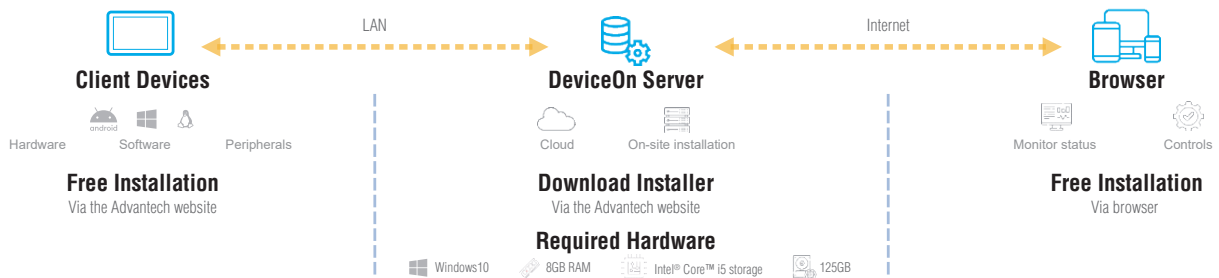 LAN
Internet
Client Devices
DeviceOn Server
Browser
android
Hardware
Software
Peripherals
Cloud
On-site installation
Monitor status
Controls
Free Installation
Via the Advantech website
Download Installer
Via the Advantech website
Free Installation
Via browser
Required Hardware
Windows10
8GB RAM
Intel® Core™ i5 storage
125GB